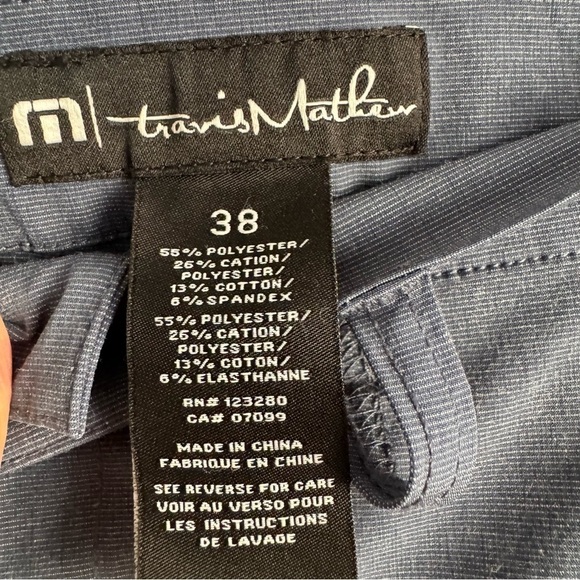 travisMathew
38
55% POLYESTER/
26% CATION/
POLYESTER/
13% COTTON/
6% SPANDEX
55% POLYESTER/
26% CATION/
POLYESTER/
13% COTON/
6% ELASTHANNE
RN# 123280
CA# 07099
MADE IN CHINA
FABRIQUE EN CHINE
SEE REVERSE FOR CARE
VOIR AU VERSO POUR
LES INSTRUCTIONS
DE LAVAGE